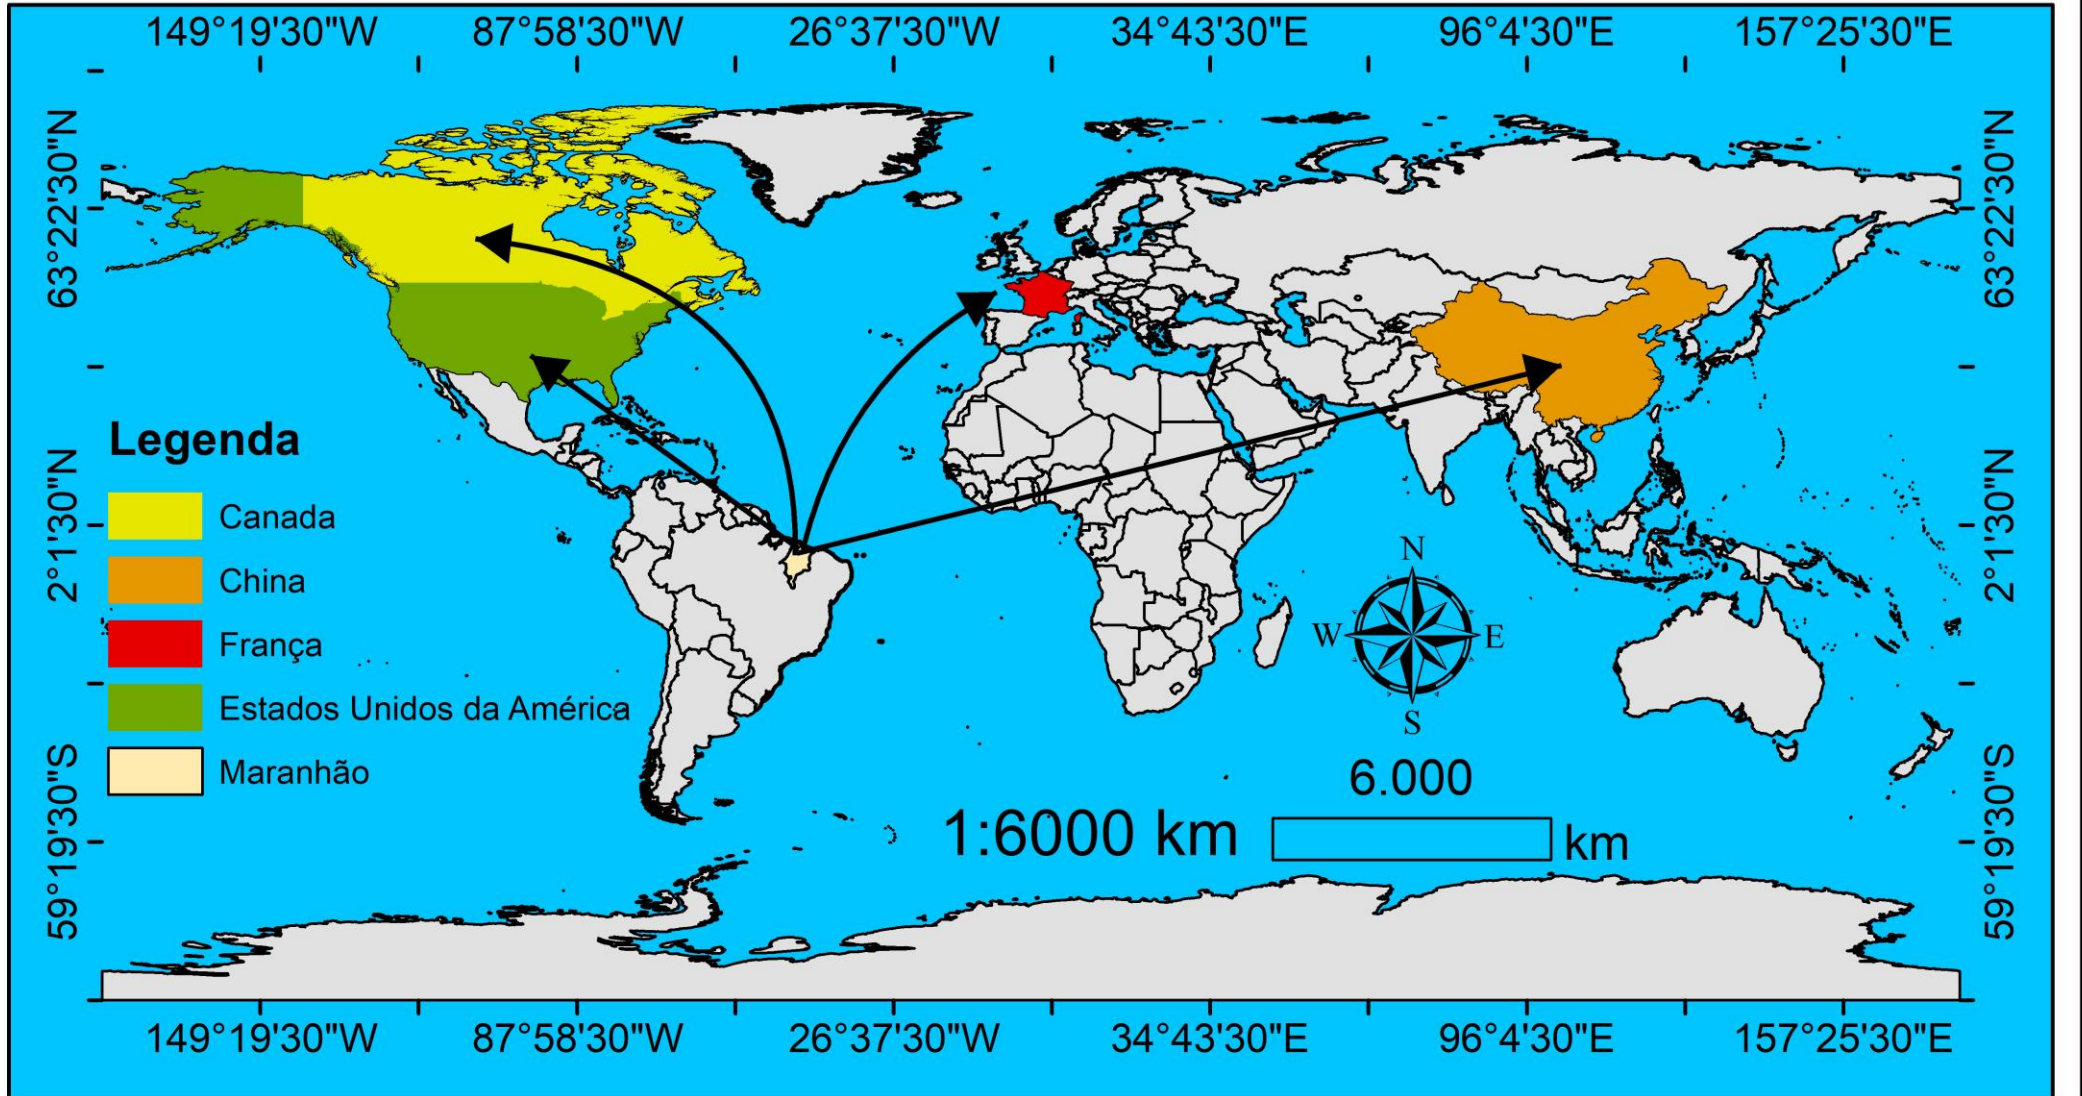 149°19'30"W 87°58'30"W 26°37'30"W 34°43'30"E 96°4'30"E 157°25'30"E
63°22'30"N
63°22'30"N
Legenda
Canada
China
França
Estados Unidos da América
Maranhão
2°1'30"N
2°1'30"N
N
W E
S
59°19'30"S
59°19'30"S
6.000
1:6000 km km
149°19'30"W 87°58'30"W 26°37'30"W 34°43'30"E 96°4'30"E 157°25'30"E